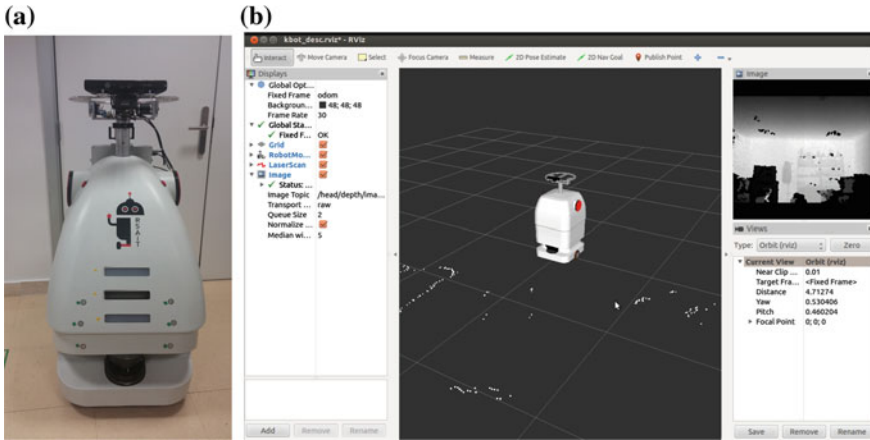 (a)
(b)
kbot_desc.rviz* - RViz
Interact Move Camera Select Focus Camera Measure 2D Pose Estimate 2D Nav Goal Publish Point
Displays
Global Opt...
Fixed Frame odom
Backgroun... 48; 48; 48
Frame Rate 30
Global Sta...
Fixed F... OK
Grid
RobotMo...
LaserScan
Image
Status: ...
Image Topic /head/depth/ima...
Transport ... raw
Queue Size 2
Normalize ...
Median wi... 5
Add Remove Rename
Image
Views
Type: Orbit (rviz) Zero
Current View Orbit (rviz)
Near Clip ... 0.01
Target Fra... <Fixed Frame>
Distance 4.71274
Yaw 0.530406
Pitch 0.460204
Focal Point 0; 0; 0
Save Remove Rename
RSAIT